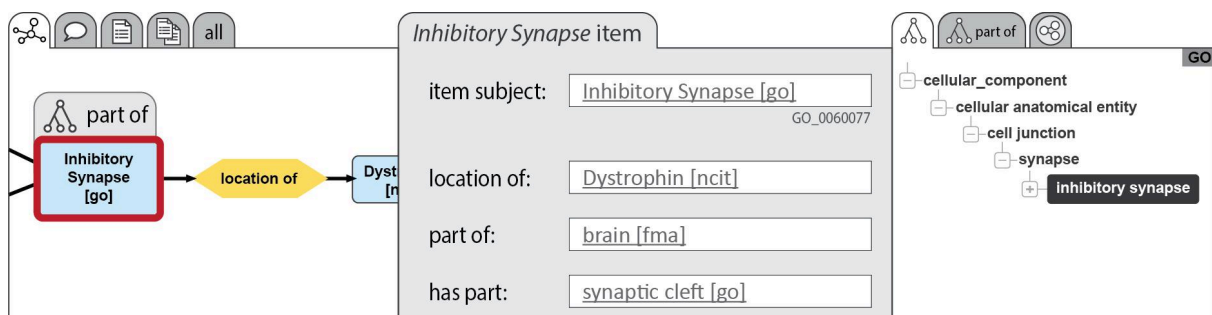 all
part of
Inhibitory
Synapse
[go]
location of
Dyst
[n
Inhibitory Synapse item
item subject:
Inhibitory Synapse [go]
GO_0060077
location of:
Dystrophin [ncit]
part of:
brain [fma]
has part:
synaptic cleft [go]
part of
GO
cellular_component
cellular anatomical entity
cell junction
synapse
inhibitory synapse